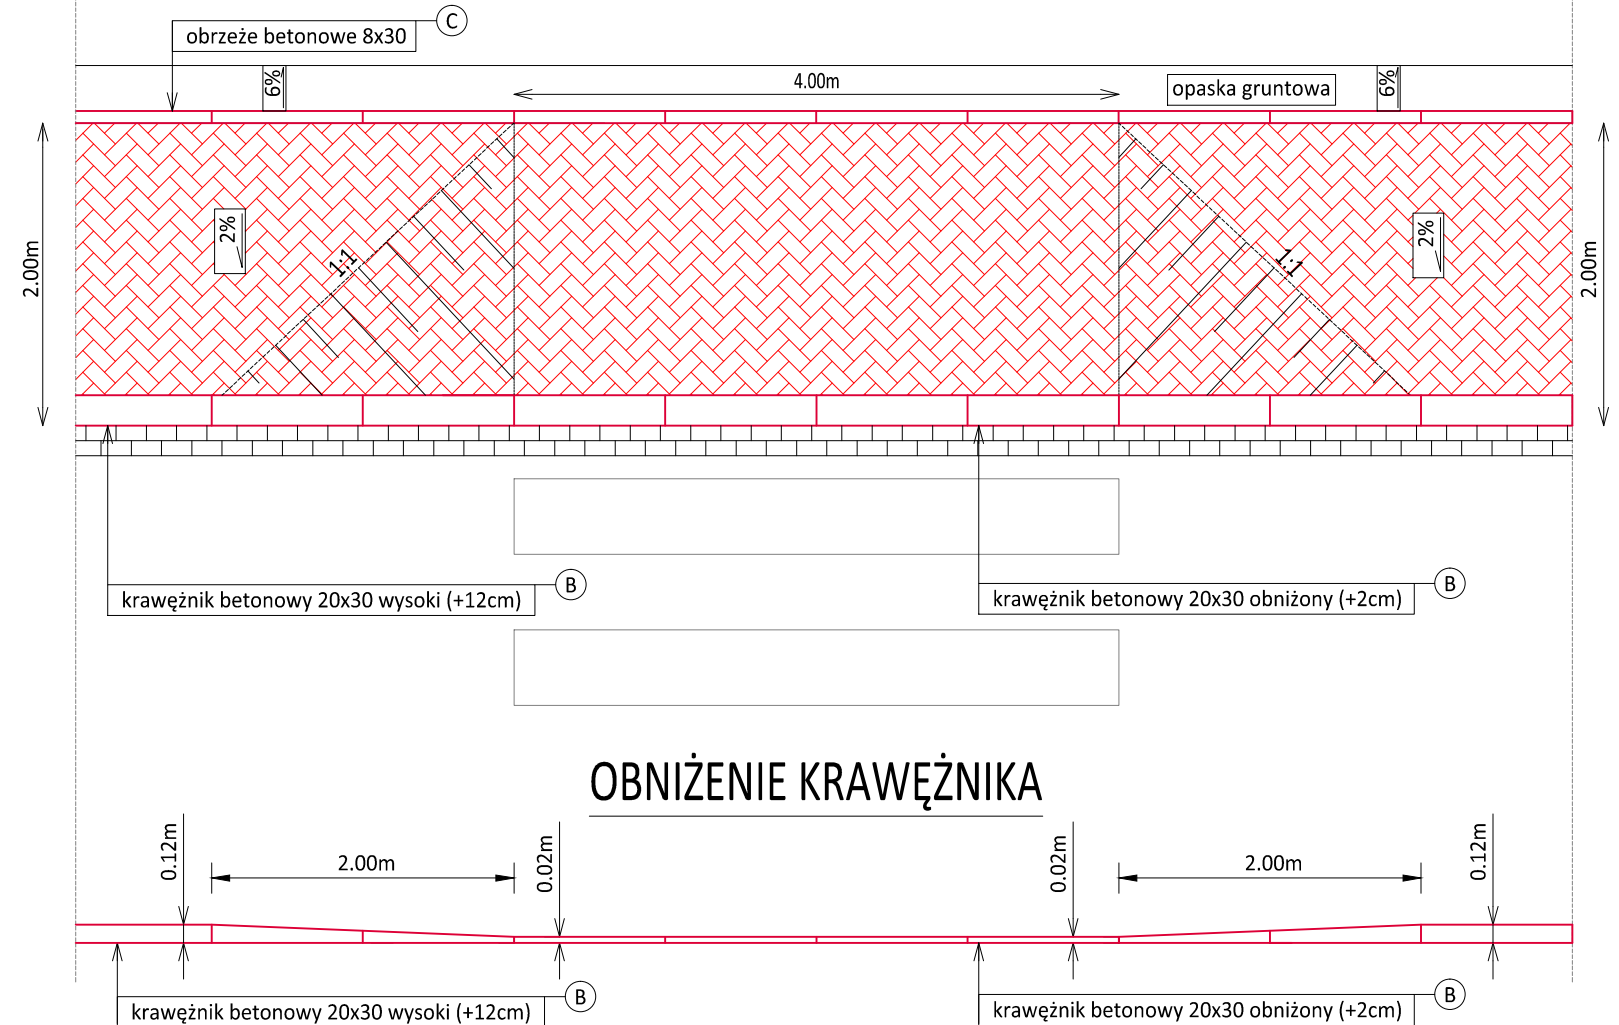 C
obrzeże betonowe 8x30
6%
4.00m
opaska gruntowa
6%
2.00m
2%
1:1
1:1
2%
2.00m
B
krawężnik betonowy 20x30 wysoki (+12cm)
B
krawężnik betonowy 20x30 obniżony (+2cm)
OBNIŻENIE KRAWĘŻNIKA
0.12m
2.00m
0.02m
0.02m
2.00m
0.12m
B
krawężnik betonowy 20x30 wysoki (+12cm)
B
krawężnik betonowy 20x30 obniżony (+2cm)